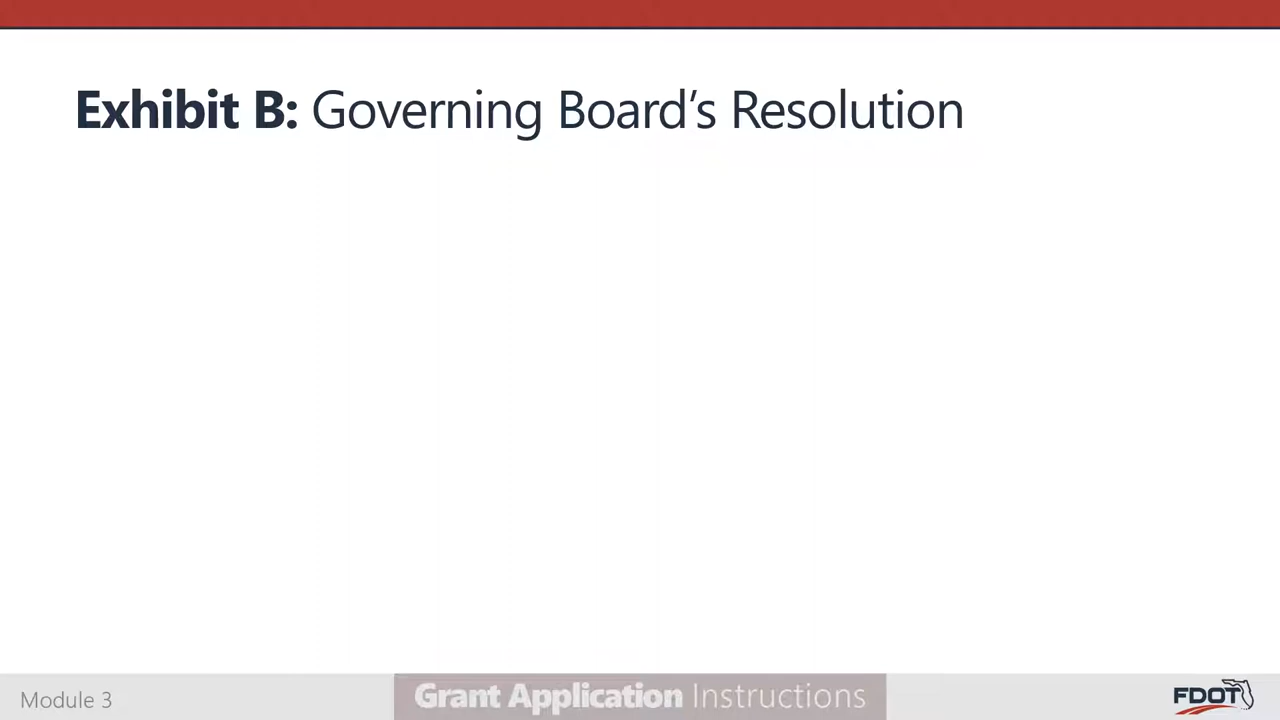 Exhibit B: Governing Board’s Resolution
Module 3
Grant Application Instructions
FDOT